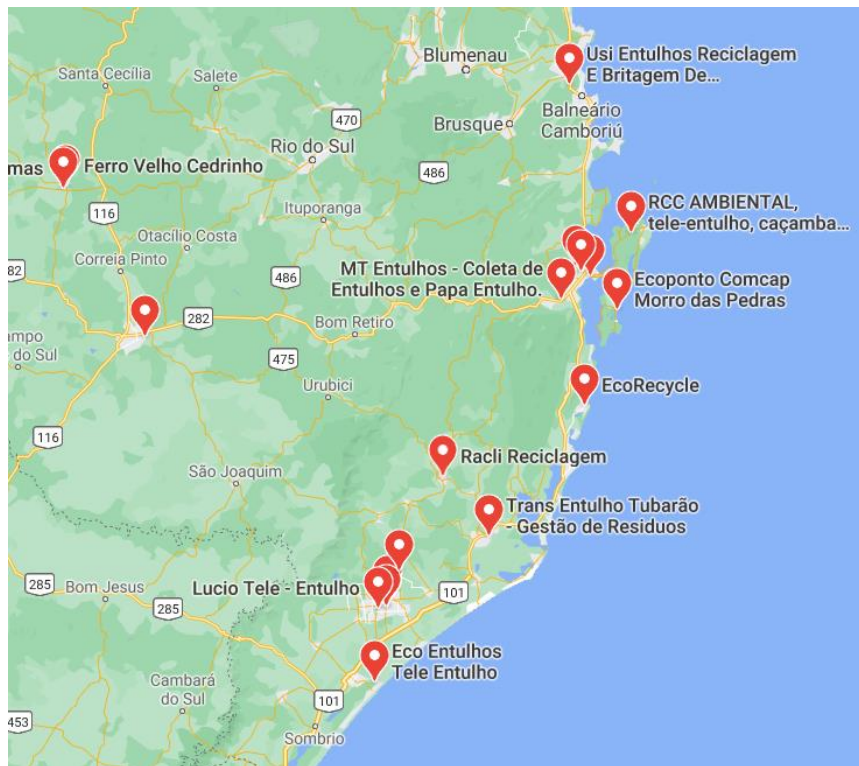 Blumenau
Usi Entulhos Reciclagem
E Britagem De...
Santa Cecília
Salete
Balneário
Camboriú
470
Brusque
Rio do Sul
mas
Ferro Velho Cedrinho
486
RCC AMBIENTAL,
tele-entulho, caçamba...
116
Ituporanga
Otacílio Costa
Correia Pinto
82
486
MT Entulhos - Coleta de
Entulhos e Papa Entulho.
Ecoponto Comcap
Morro das Pedras
282
Bom Retiro
ampo
do Sul
475
Urubici
EcoRecycle
116
Racli Reciclagem
São Joaquim
Trans Entulho Tubarão
- Gestão de Residuos
285
Bom Jesus
285
Lucio Tele - Entulho
101
Eco Entulhos
Tele Entulho
Cambará
do Sul
101
453
Sombrio